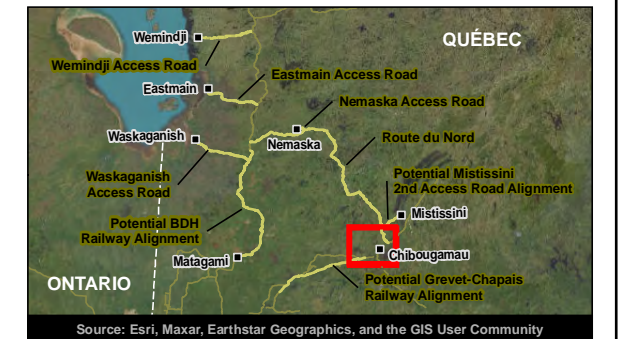 Wemindji
QUÉBEC
Wemindji Access Road
Eastmain Access Road
Eastmain
Nemaska Access Road
Waskaganish
Nemaska
Route du Nord
Waskaganish
Access Road
Potential Mistissini
2nd Access Road Alignment
Mistissini
Potential BDH
Railway Alignment
Matagami
Chibougamau
ONTARIO
Potential Grevet-Chapais
Railway Alignment
Source: Esri, Maxar, Earthstar Geographics, and the GIS User Community